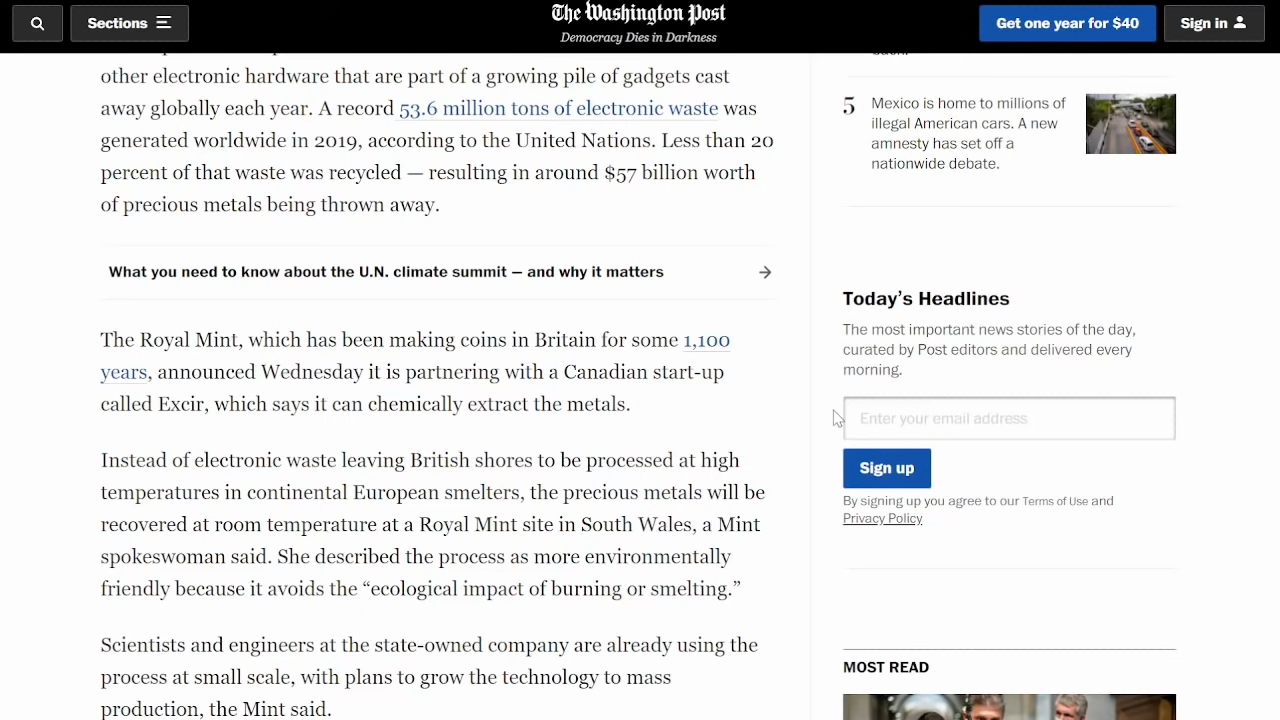 Sections
The Washington Post
Democracy Dies in Darkness
Get one year for $40
Sign in
other electronic hardware that are part of a growing pile of gadgets cast
away globally each year. A record 53.6 million tons of electronic waste was
generated worldwide in 2019, according to the United Nations. Less than 20
percent of that waste was recycled — resulting in around $57 billion worth
of precious metals being thrown away.
What you need to know about the U.N. climate summit — and why it matters
The Royal Mint, which has been making coins in Britain for some 1,100
years, announced Wednesday it is partnering with a Canadian start-up
called Excir, which says it can chemically extract the metals.
Instead of electronic waste leaving British shores to be processed at high
temperatures in continental European smelters, the precious metals will be
recovered at room temperature at a Royal Mint site in South Wales, a Mint
spokeswoman said. She described the process as more environmentally
friendly because it avoids the “ecological impact of burning or smelting.”
Scientists and engineers at the state-owned company are already using the
process at small scale, with plans to grow the technology to mass
production, the Mint said.
5
Mexico is home to millions of
illegal American cars. A new
amnesty has set off a
nationwide debate.
Today’s Headlines
The most important news stories of the day,
curated by Post editors and delivered every
morning.
Enter your email address
Sign up
By signing up you agree to our Terms of Use and
Privacy Policy
MOST READ